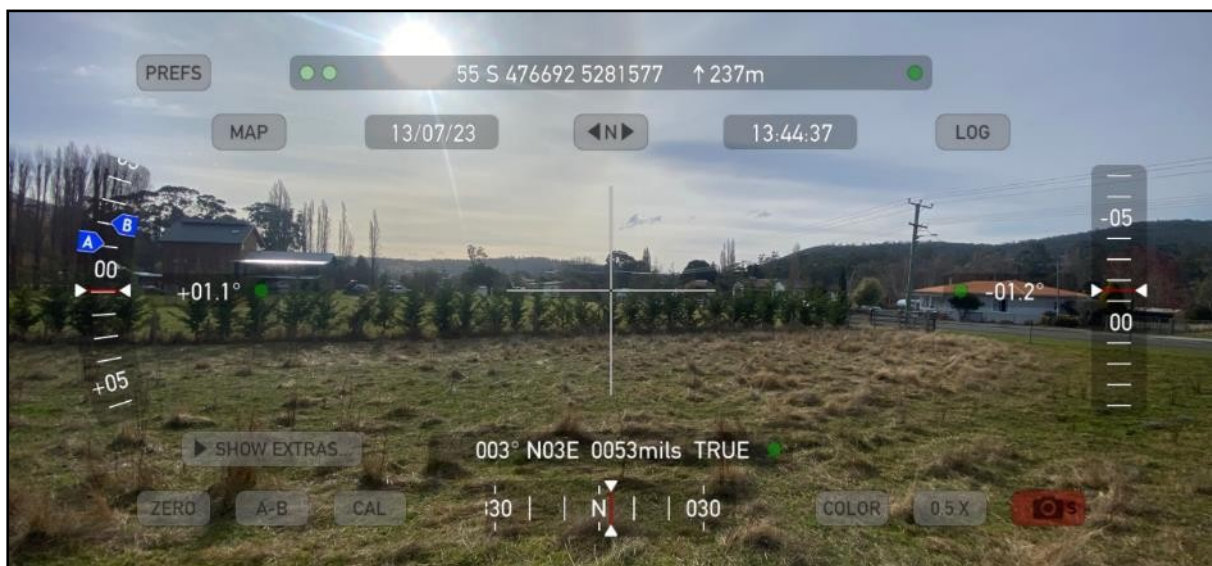 PREFS
55 S 476692 5281577 ↑ 237m
MAP
13/07/23
◀N▶
13:44:37
LOG
B
A
00
+05
+01.1°
-01.2°
-05
00
▶ SHOW EXTRAS...
003° N03E 0053mils TRUE
ZERO
A-B
CAL
N
030
COLOR
0.5 X
S